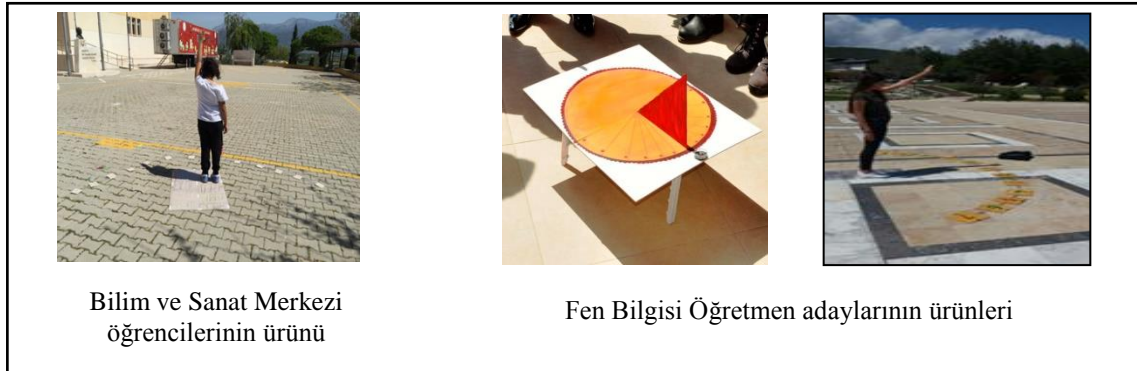 Bilim ve Sanat Merkezi
öğrencilerinin ürünü
Fen Bilgisi Öğretmen adaylarının ürünleri